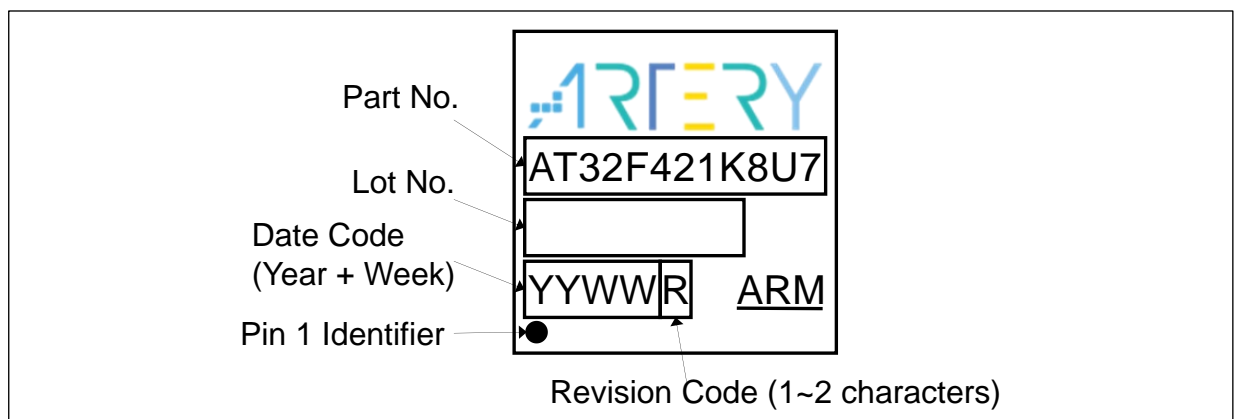 ARTERY
Part No.
AT32F421K8U7
Lot No.
Date Code
(Year + Week)
YYWW R
ARM
Pin 1 Identifier
Revision Code (1~2 characters)